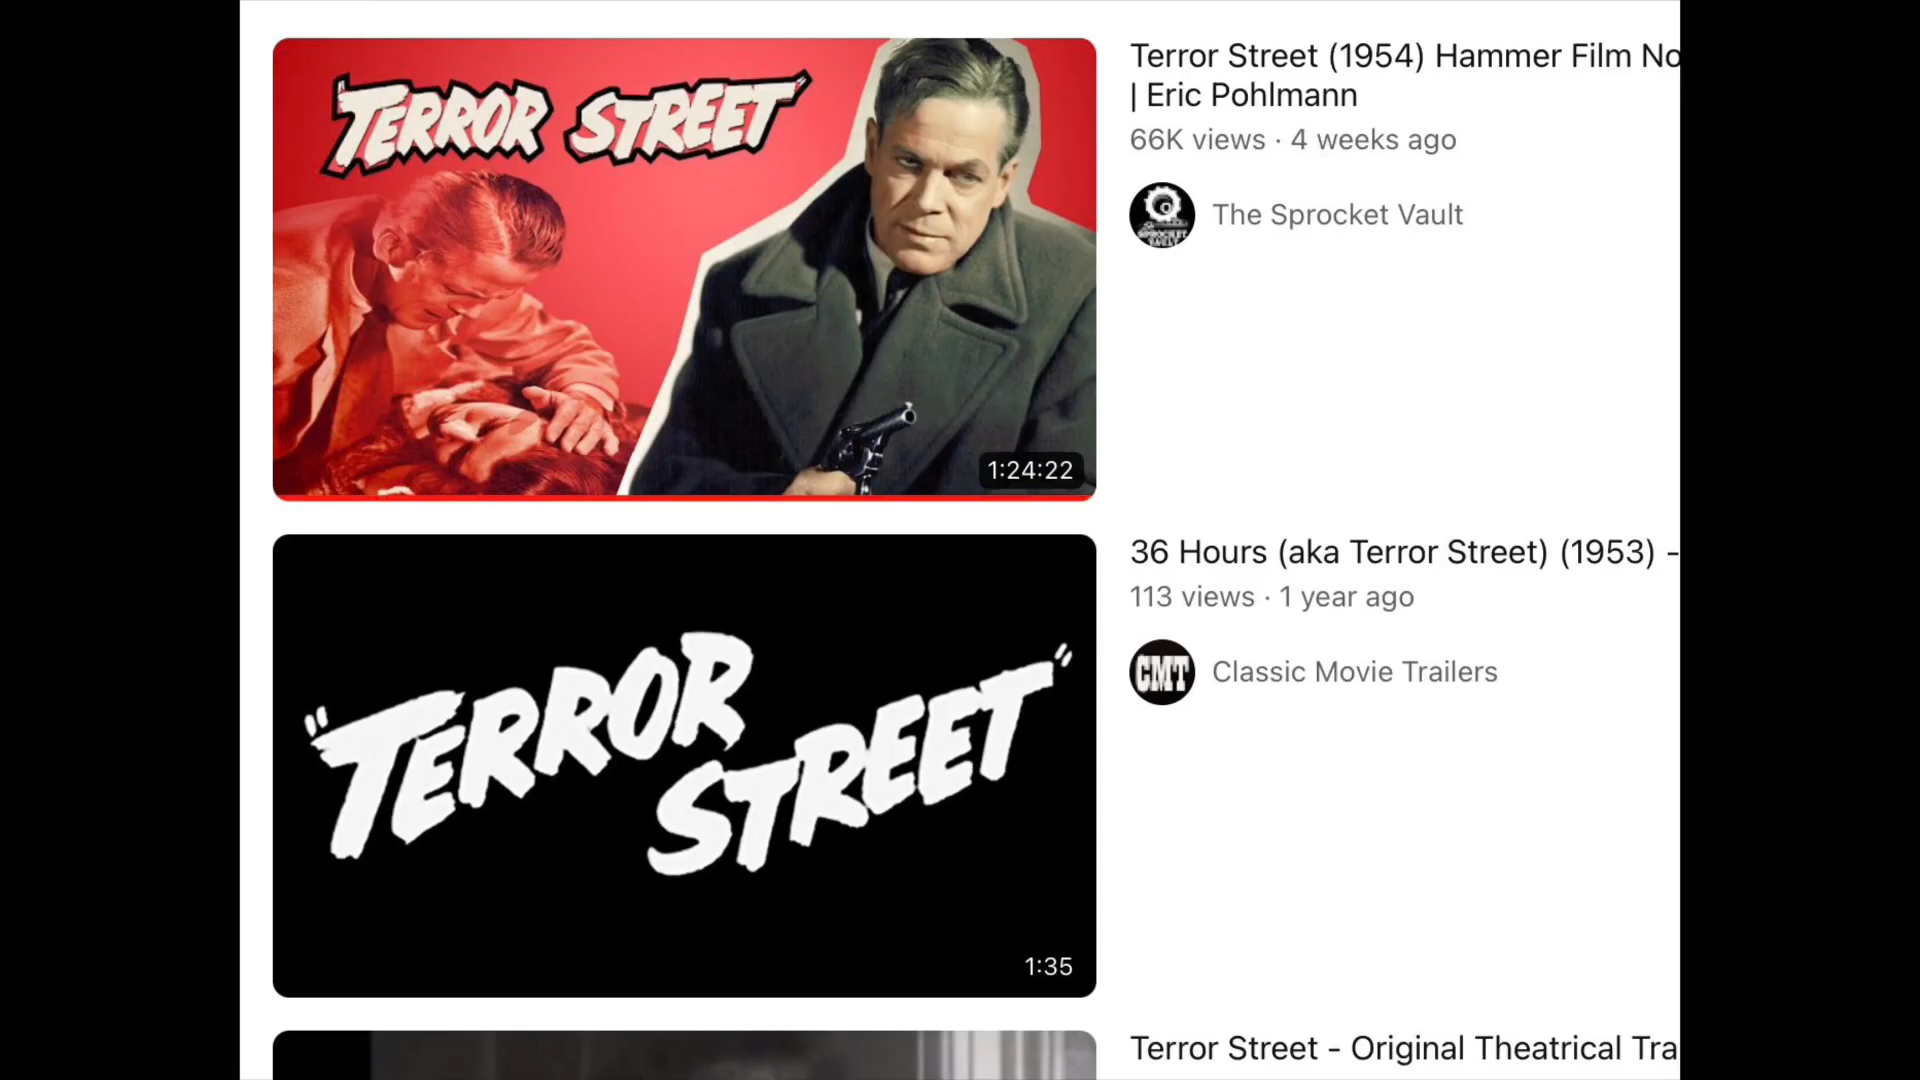 "TERROR STREET"
1:24:22
Terror Street (1954) Hammer Film No
| Eric Pohlmann
66K views · 4 weeks ago
SPROCKET
VAULT
The Sprocket Vault
"TERROR
STREET"
1:35
36 Hours (aka Terror Street) (1953) -
113 views · 1 year ago
CMT
Classic Movie Trailers
Terror Street - Original Theatrical Tra